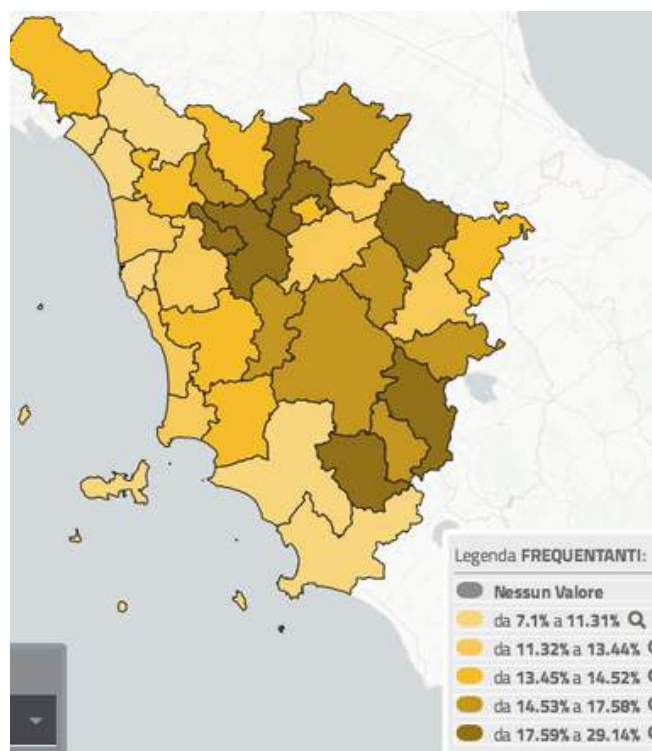 Legenda FREQUENTANTI:
Nessun Valore
da 7.1% a 11.31%
da 11.32% a 13.44%
da 13.45% a 14.52%
da 14.53% a 17.58%
da 17.59% a 29.14%